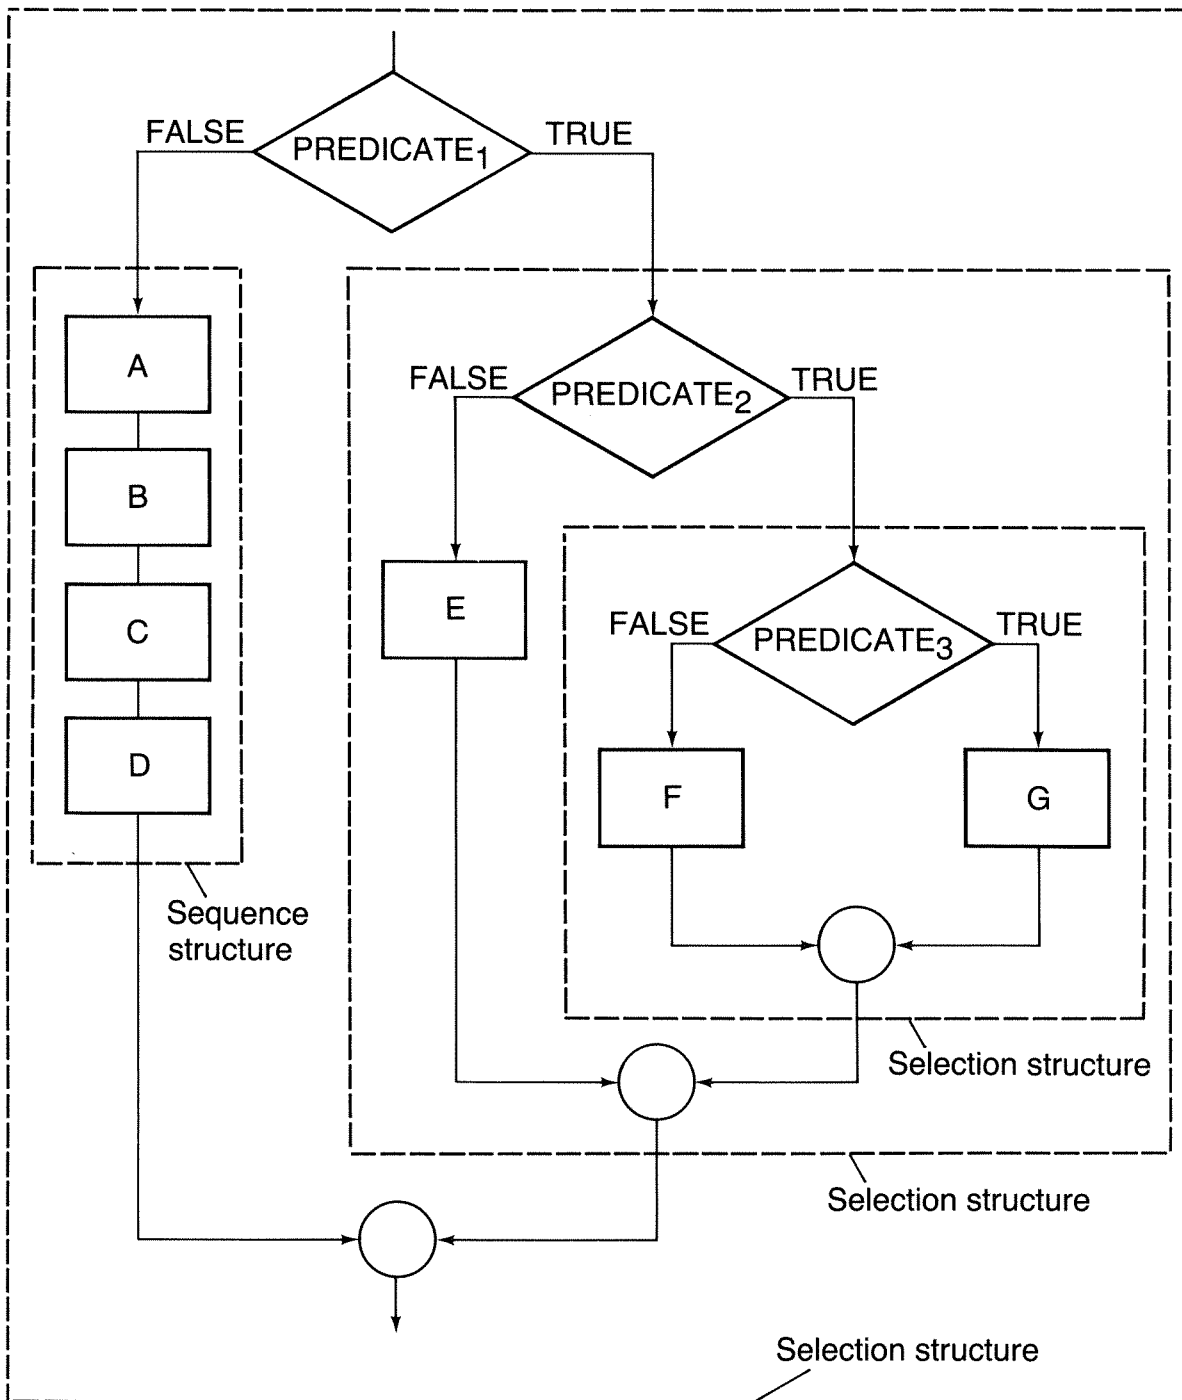 FALSE
PREDICATE1
TRUE
A
B
C
D
Sequence
structure
FALSE
PREDICATE2
TRUE
E
FALSE
PREDICATE3
TRUE
F
G
Selection structure
Selection structure
Selection structure